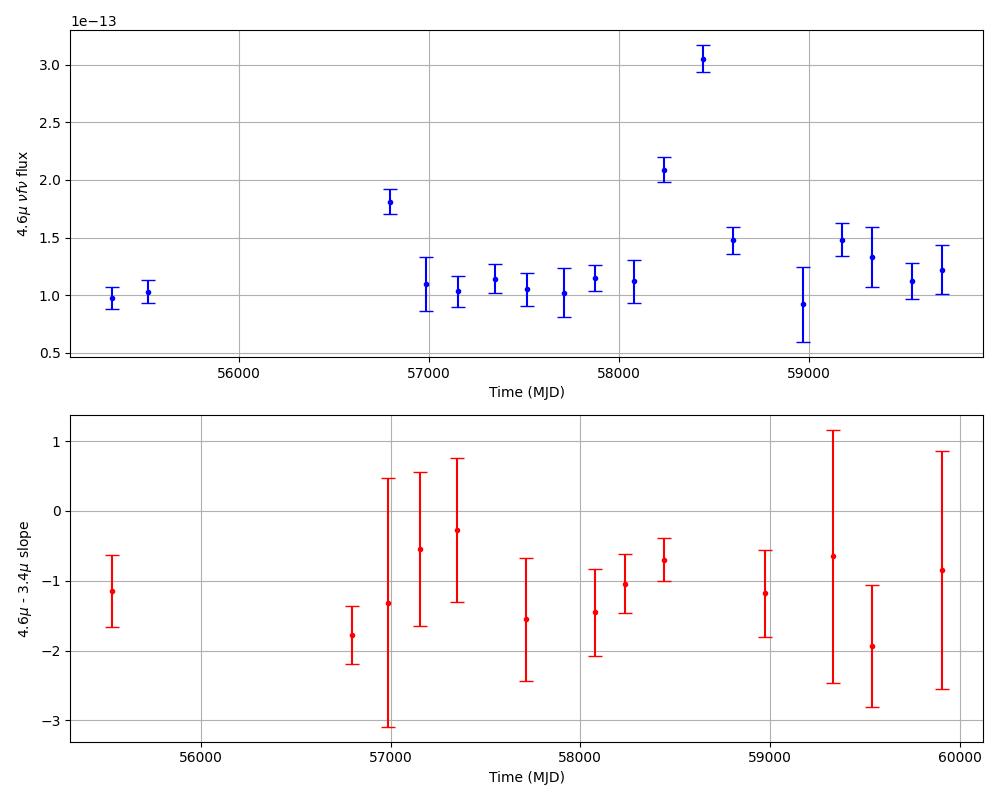 1e−13
3.0
2.5
2.0
1.5
1.0
0.5
4.6μ νfν flux
56000 57000 58000 59000
Time (MJD)
1
0
−1
−2
−3
4.6μ - 3.4μ slope
56000 57000 58000 59000 60000
Time (MJD)